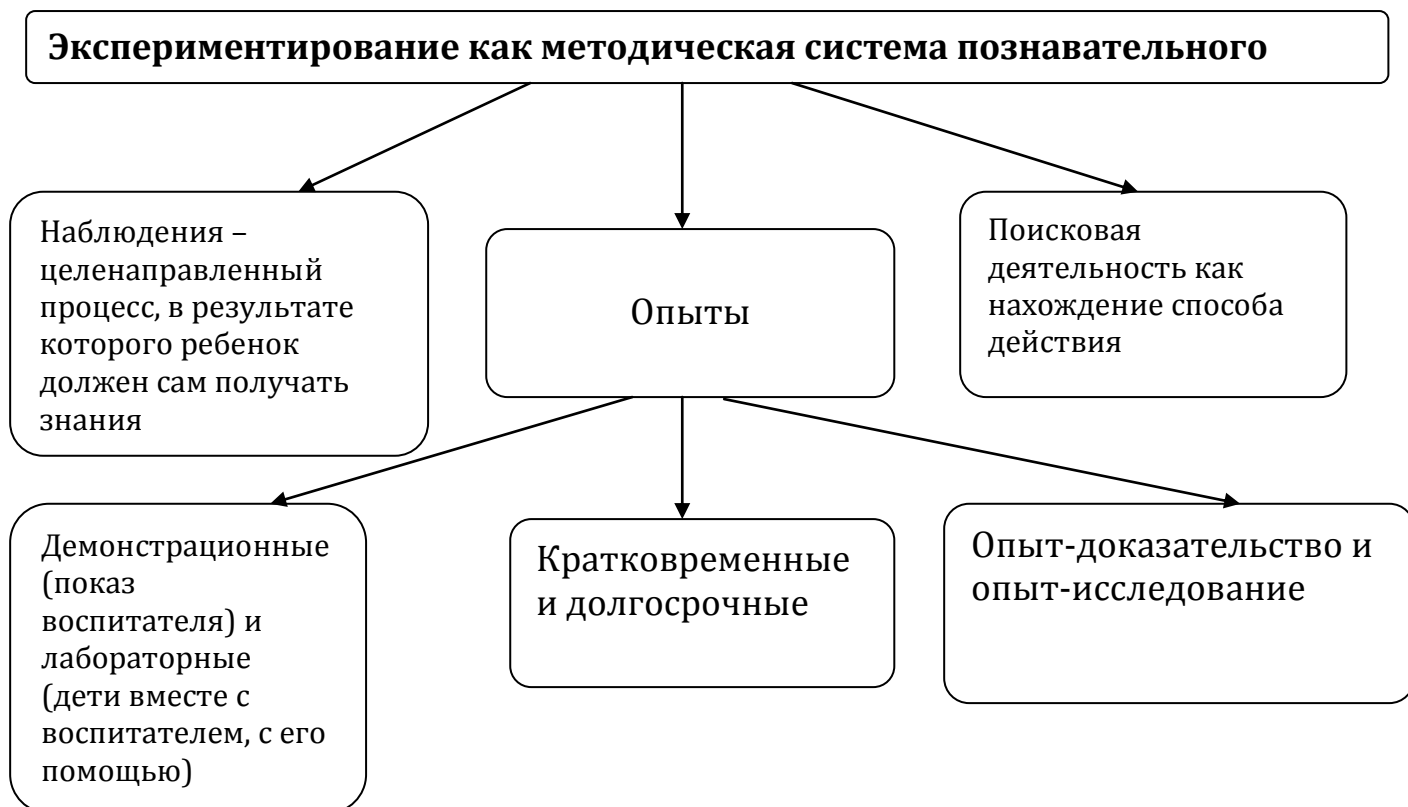 Экспериментирование как методическая система познавательного
Наблюдения –
целенаправленный
процесс, в результате
которого ребенок
должен сам получать
знания
Опыты
Поисковая
деятельность как
нахождение способа
действия
Демонстрационные
(показ
воспитателя) и
лабораторные
(дети вместе с
воспитателем, с его
помощью)
Кратковременные
и долгосрочные
Опыт-доказательство и
опыт-исследование